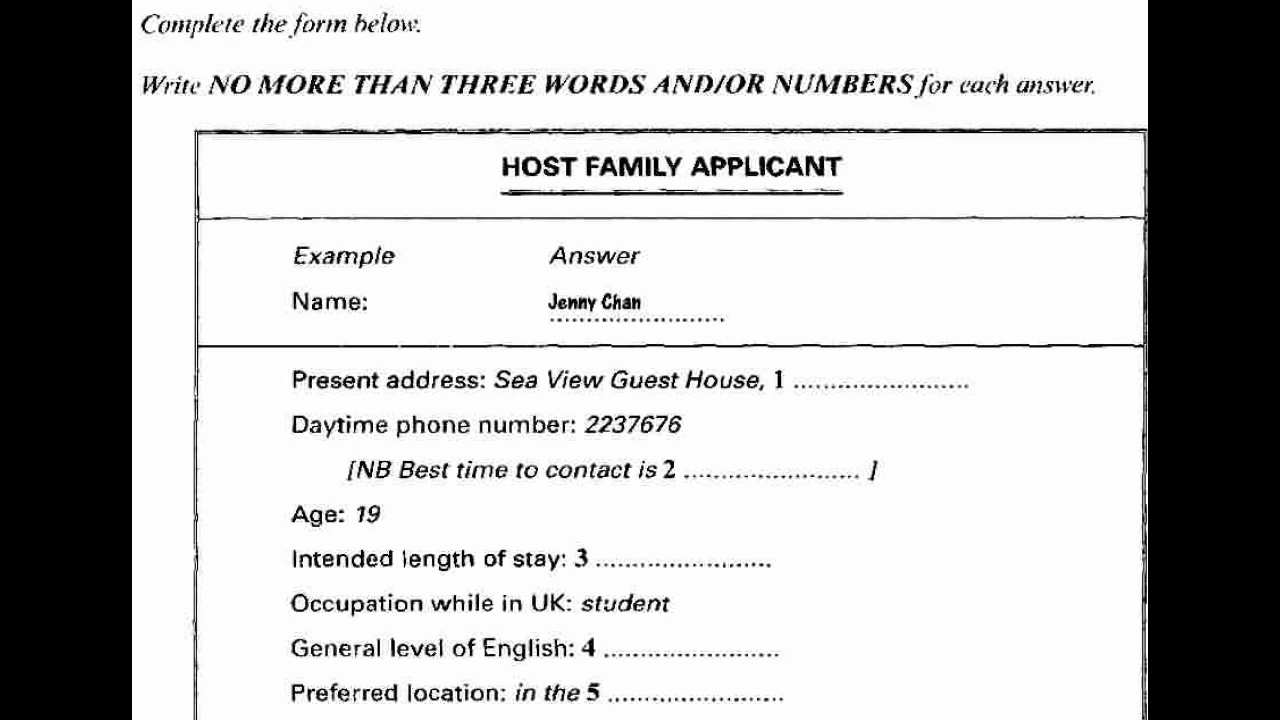 Complete the form below.
Write NO MORE THAN THREE WORDS AND/OR NUMBERS for each answer.
HOST FAMILY APPLICANT
Example Answer
Name: Jenny Chan
Present address: Sea View Guest House, 1 ........................
Daytime phone number: 2237676
[NB Best time to contact is 2 ........................ ]
Age: 19
Intended length of stay: 3 ........................
Occupation while in UK: student
General level of English: 4 ........................
Preferred location: in the 5 ........................